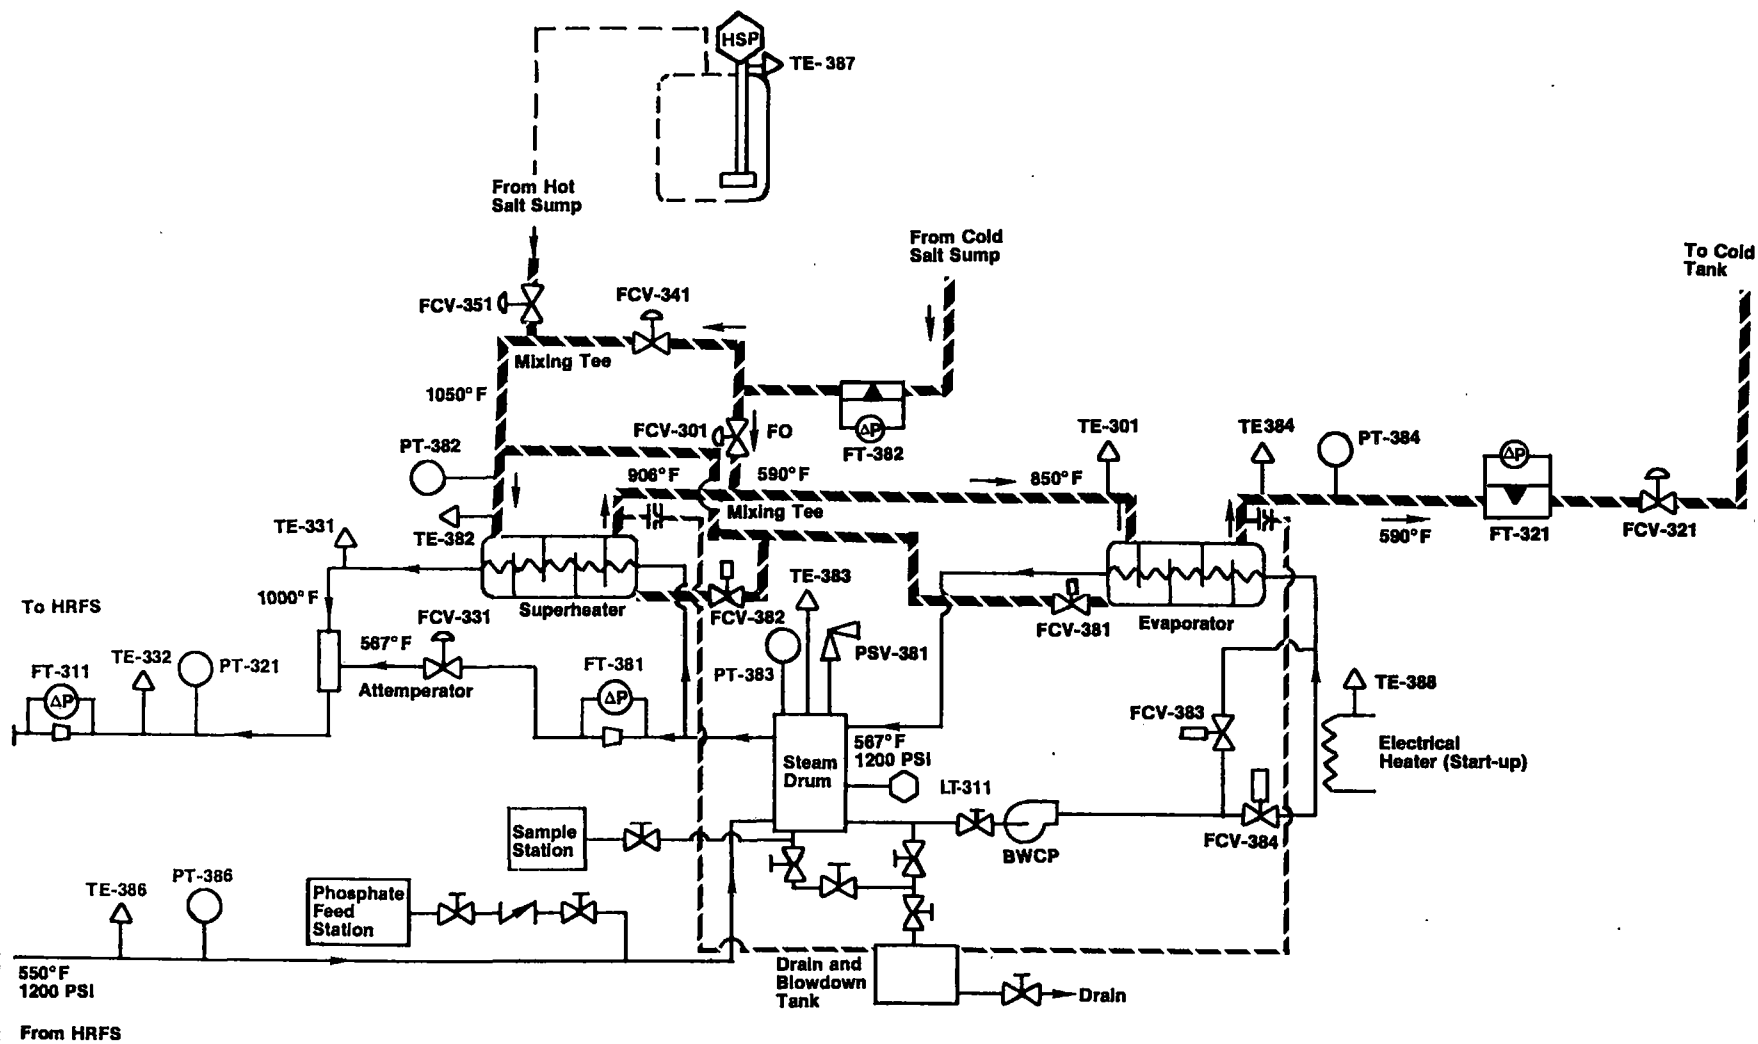 HSP
TE-387
From Hot
Salt Sump
From Cold
Salt Sump
To Cold
Tank
FCV-351
FCV-341
Mixing Tee
1050°F
FCV-301
FO
FT-382
ΔP
PT-382
906°F
590°F
850°F
TE-301
TE384
PT-384
ΔP
Mixing Tee
TE-331
TE-382
590°F
FT-321
FCV-321
1000°F
Superheater
TE-383
FCV-382
FCV-381
Evaporator
To HRFS
FCV-331
567°F
Attemperator
TE-332
PT-321
FT-311
ΔP
FT-381
ΔP
PT-383
PSV-381
TE-388
FCV-383
567°F
1200 PSI
Steam
Drum
Electrical
Heater (Start-up)
LT-311
BWCP
FCV-384
Sample
Station
TE-386
PT-386
Phosphate
Feed
Station
550°F
1200 PSI
Drain and
Blowdown
Tank
Drain
From HRFS